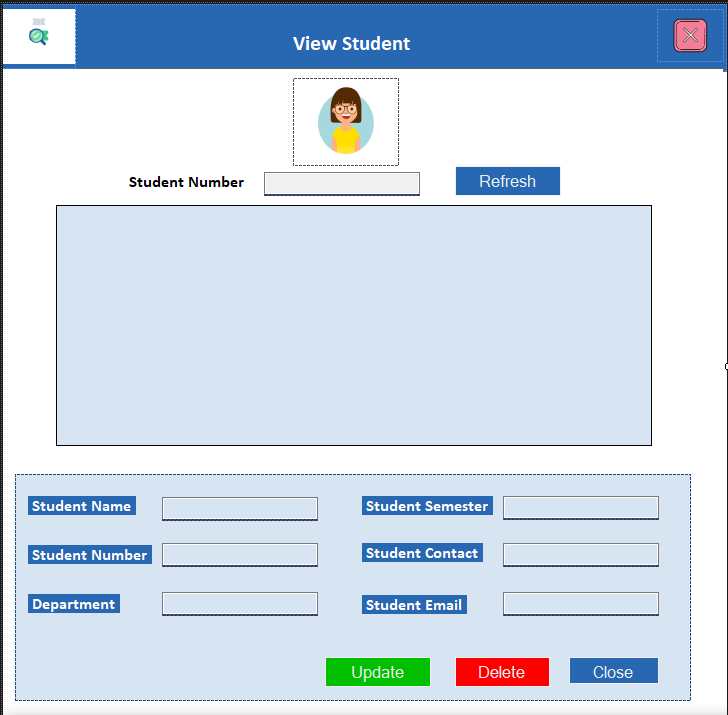 View Student
Student Number Refresh
Student Name Student Semester
Student Number Student Contact
Department Student Email
Update Delete Close